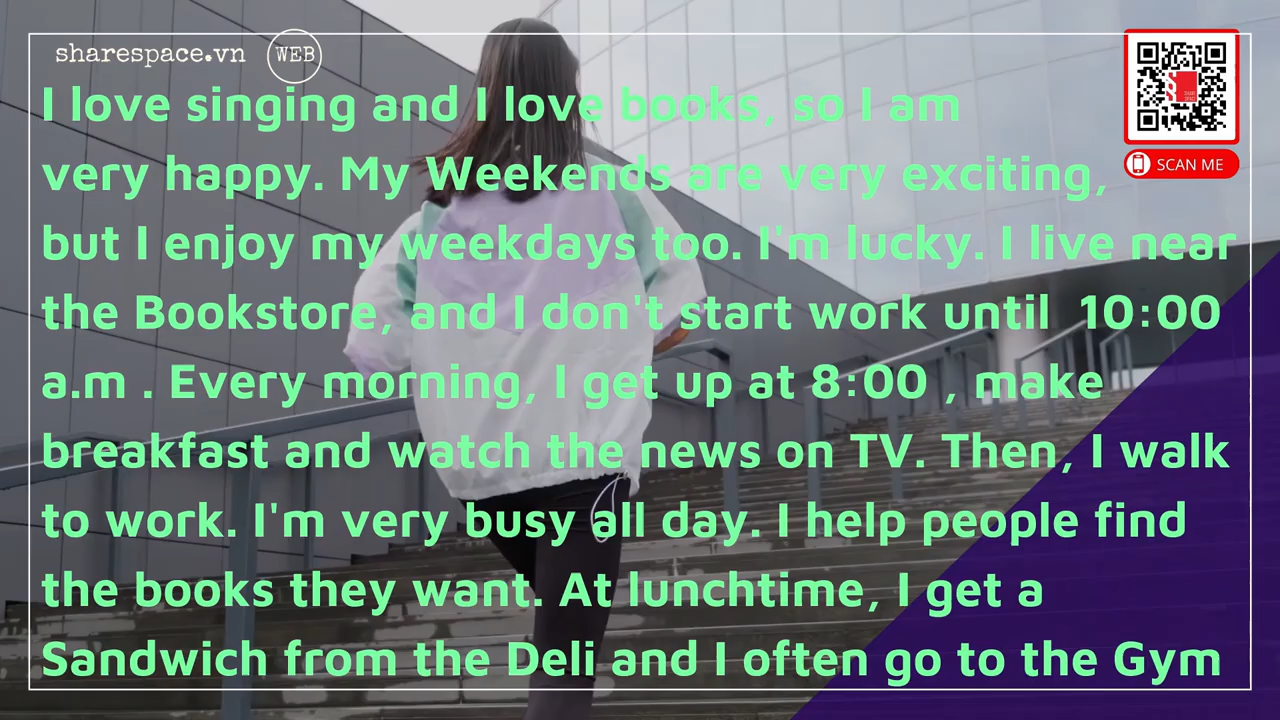 sharespace.vn WEB
I love singing and I love books, so I am
very happy. My Weekends are very exciting,
but I enjoy my weekdays too. I'm lucky. I live near
the Bookstore, and I don't start work until 10:00
a.m . Every morning, I get up at 8:00 , make
breakfast and watch the news on TV. Then, I walk
to work. I'm very busy all day. I help people find
the books they want. At lunchtime, I get a
Sandwich from the Deli and I often go to the Gym
SCAN ME